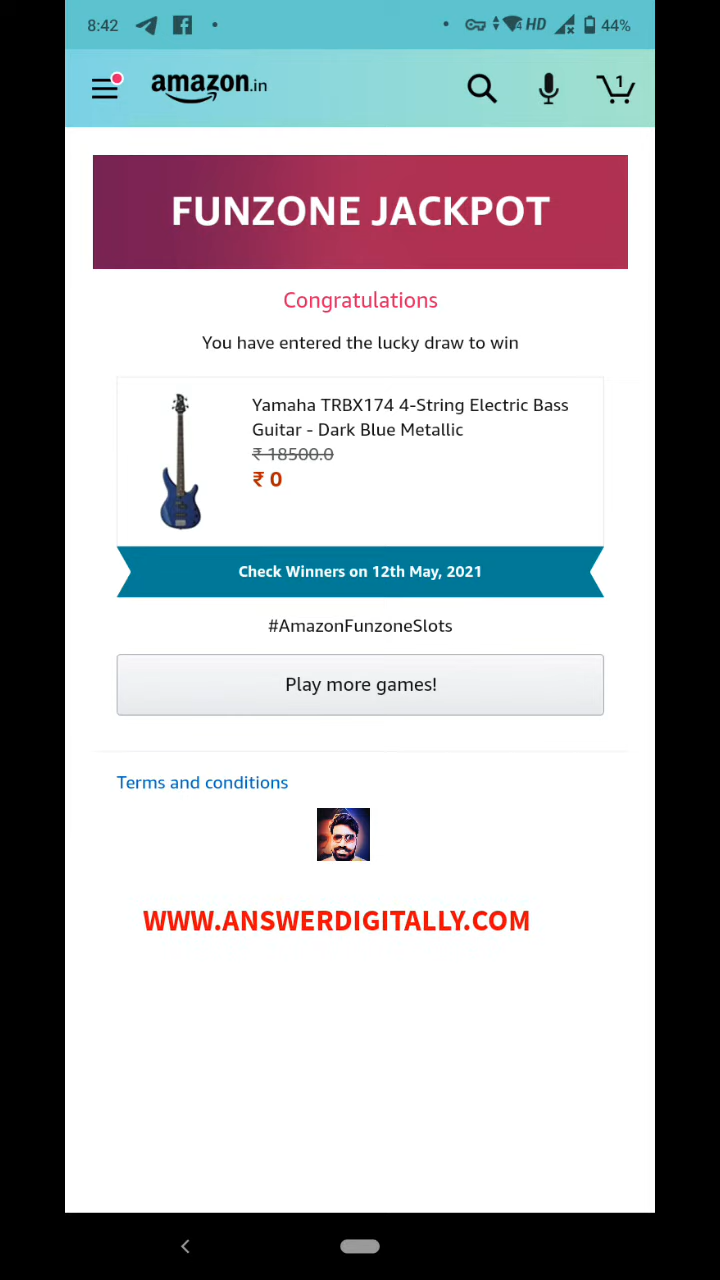 8:42 HD 44%
amazon.in
1
FUNZONE JACKPOT
Congratulations
You have entered the lucky draw to win
Yamaha TRBX174 4-String Electric Bass
Guitar - Dark Blue Metallic
₹ 18500.0
₹ 0
Check Winners on 12th May, 2021
#AmazonFunzoneSlots
Play more games!
Terms and conditions
WWW.ANSWERDIGITALLY.COM